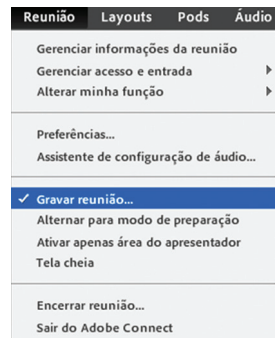 Reunião Layouts Pods Áudio
Gerenciar informações da reunião
Gerenciar acesso e entrada
Alterar minha função
Preferências...
Assistente de configuração de áudio...
✓ Gravar reunião...
Alternar para modo de preparação
Ativar apenas área do apresentador
Tela cheia
Encerrar reunião...
Sair do Adobe Connect